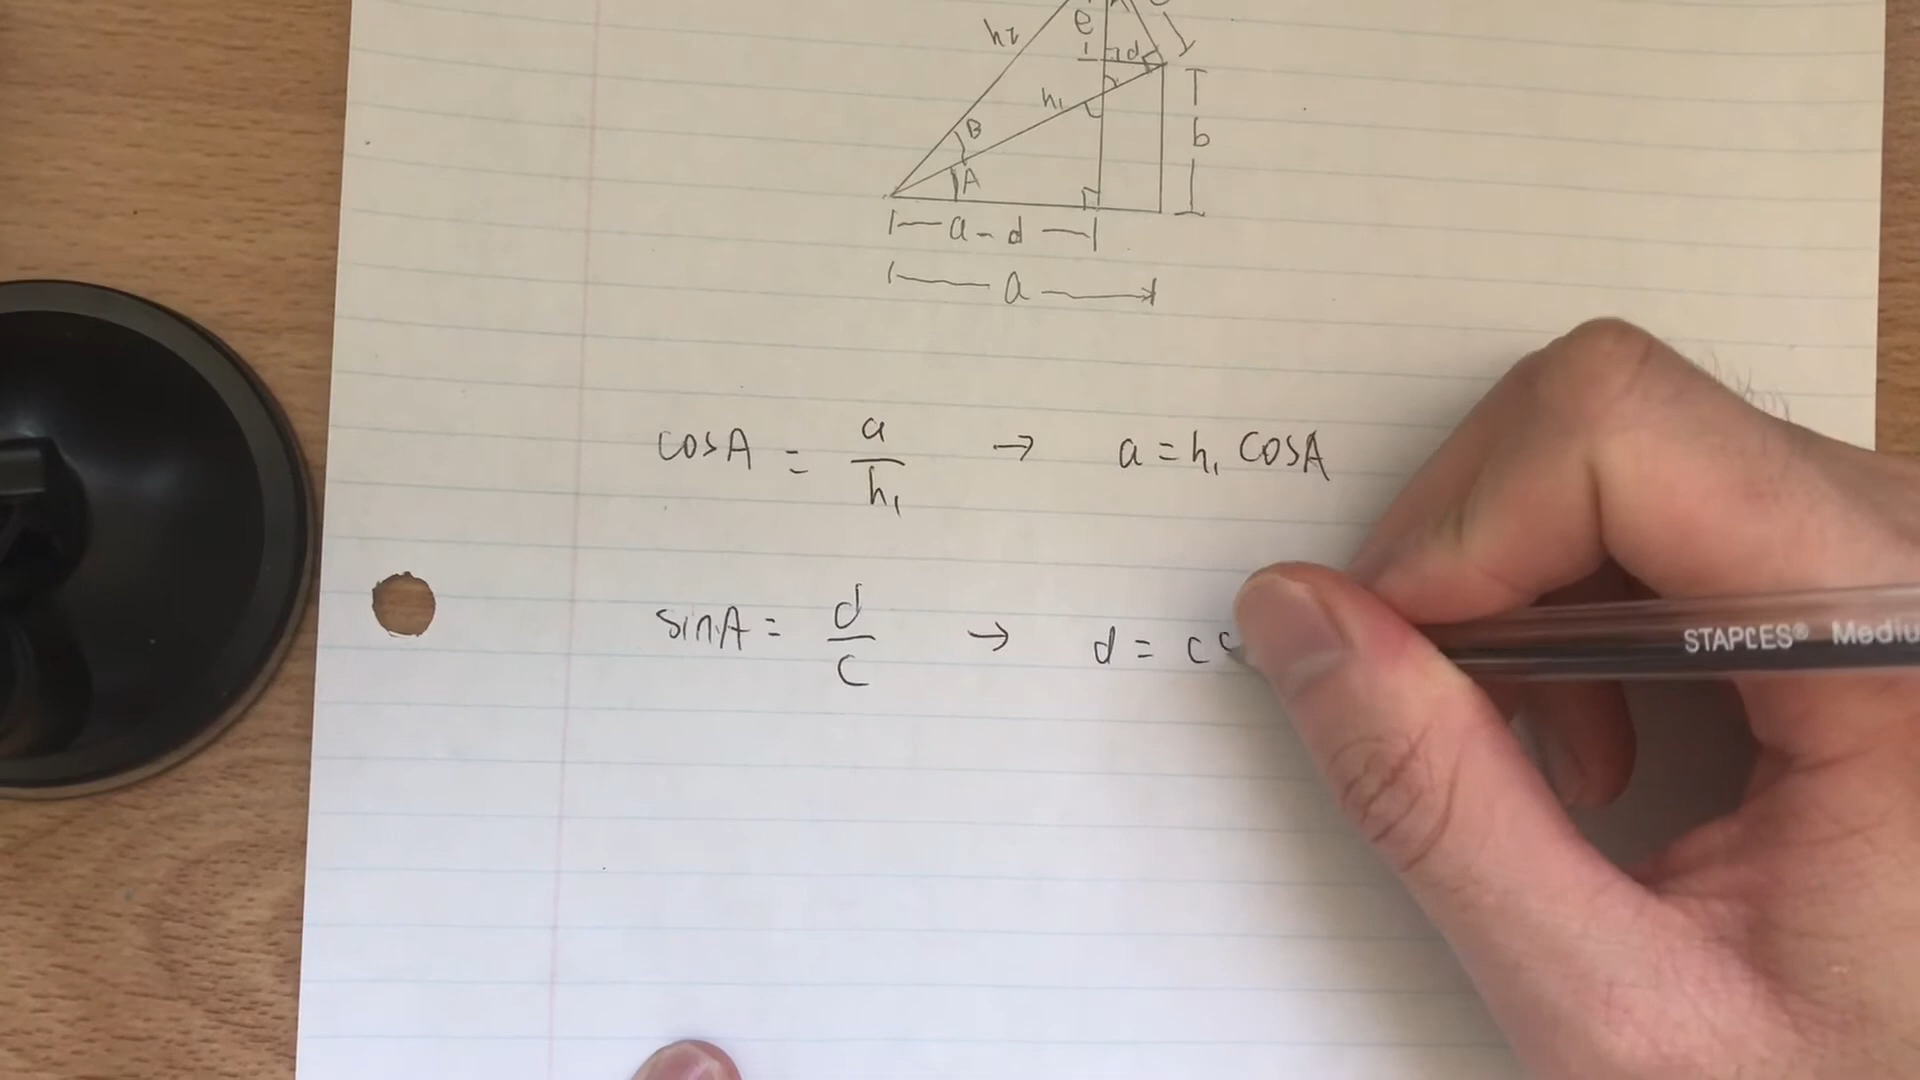 h₂
e
d
h₁
B
A
b
a - d
a
cosA = a/h₁ → a = h₁ cosA
sinA = d/c → d = c
STAPLES® Mediu